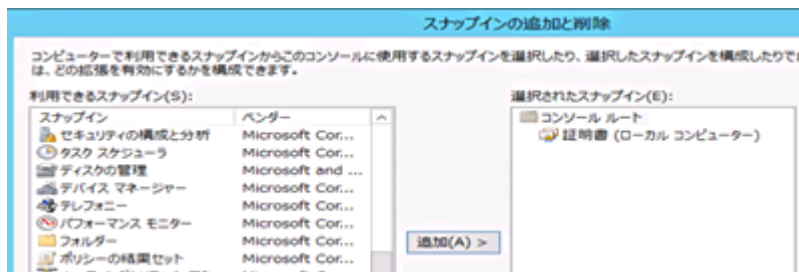 スナップインの追加と削除
コンピューターで利用できるスナップインからこのコンソールに使用するスナップインを選択したり、選択したスナップインを構成したりで
は、どの拡張を有効にするかを構成できます。
利用できるスナップイン(S):
選択されたスナップイン(E):
スナップイン ベンダー
コンソール ルート
セキュリティの構成と分析 Microsoft Cor...
証明書 (ローカル コンピューター)
タスク スケジューラ Microsoft Cor...
ディスクの管理 Microsoft and ...
デバイス マネージャー Microsoft Cor...
テレフォニー Microsoft Cor...
パフォーマンス モニター Microsoft Cor...
フォルダー Microsoft Cor...
追加(A) >
ポリシーの結果セット Microsoft Cor...